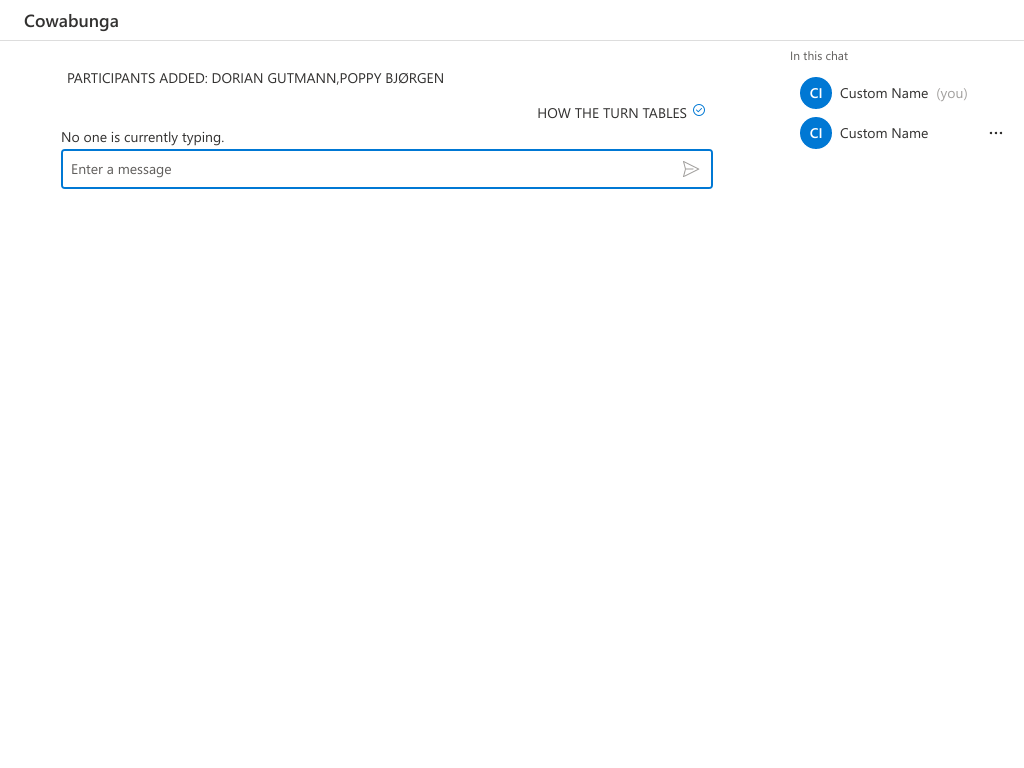 Cowabunga
PARTICIPANTS ADDED: DORIAN GUTMANN,POPPY BJØRGEN
HOW THE TURN TABLES
No one is currently typing.
Enter a message
In this chat
CI Custom Name (you)
CI Custom Name